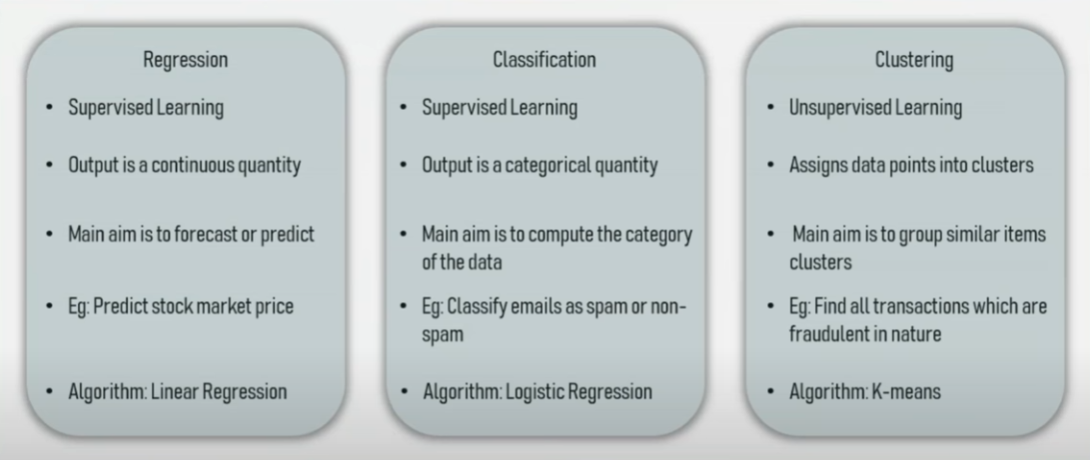 Regression
• Supervised Learning
• Output is a continuous quantity
• Main aim is to forecast or predict
• Eg: Predict stock market price
• Algorithm: Linear Regression
Classification
• Supervised Learning
• Output is a categorical quantity
• Main aim is to compute the category
of the data
• Eg: Classify emails as spam or non-
spam
• Algorithm: Logistic Regression
Clustering
• Unsupervised Learning
• Assigns data points into clusters
• Main aim is to group similar items
clusters
• Eg: Find all transactions which are
fraudulent in nature
• Algorithm: K-means